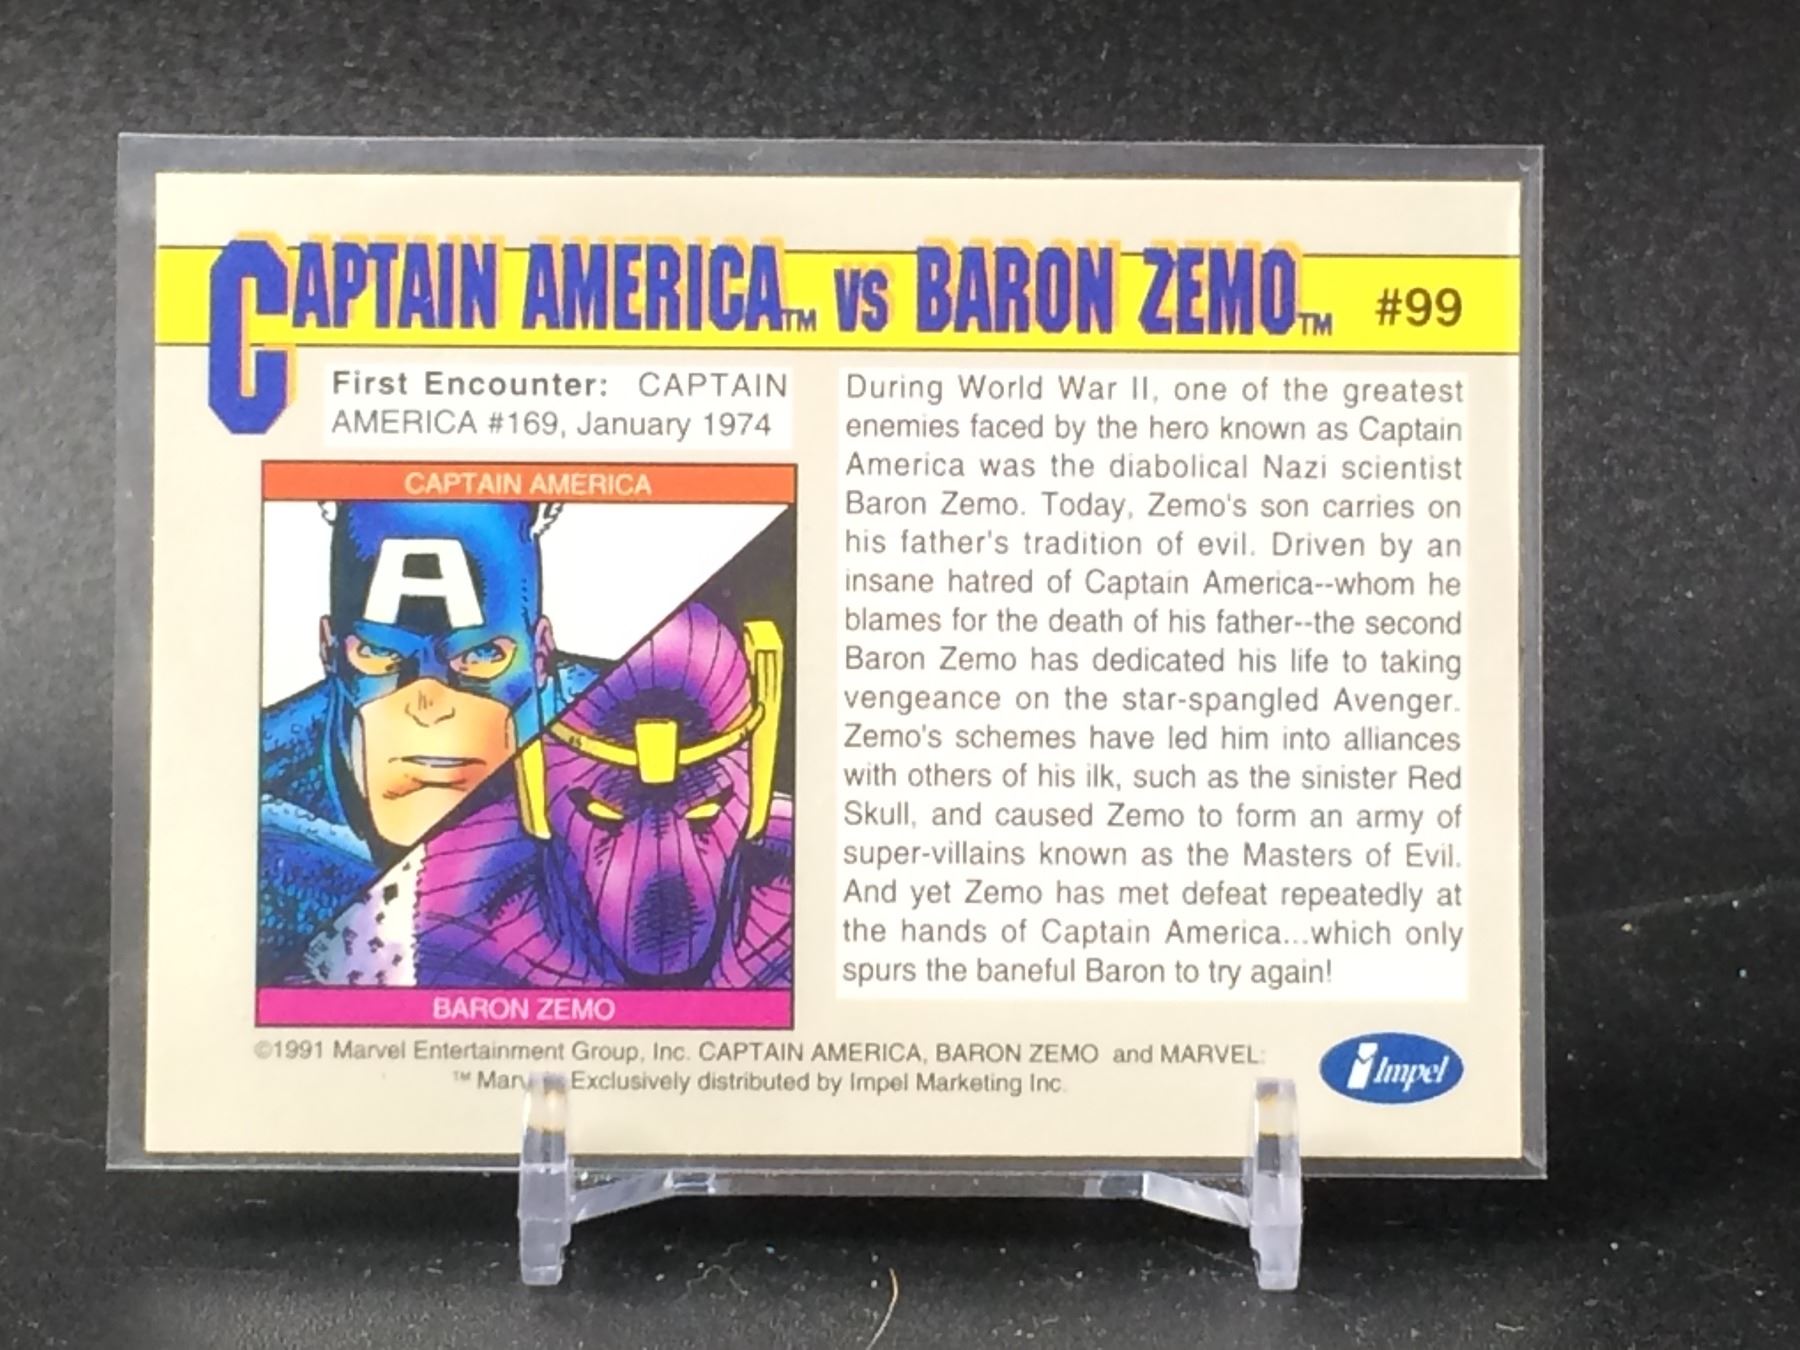 CAPTAIN AMERICA™ VS BARON ZEMO™ #99
First Encounter: CAPTAIN
AMERICA #169, January 1974
CAPTAIN AMERICA
A
BARON ZEMO
During World War II, one of the greatest
enemies faced by the hero known as Captain
America was the diabolical Nazi scientist
Baron Zemo. Today, Zemo's son carries on
his father's tradition of evil. Driven by an
insane hatred of Captain America--whom he
blames for the death of his father--the second
Baron Zemo has dedicated his life to taking
vengeance on the star-spangled Avenger.
Zemo's schemes have led him into alliances
with others of his ilk, such as the sinister Red
Skull, and caused Zemo to form an army of
super-villains known as the Masters of Evil.
And yet Zemo has met defeat repeatedly at
the hands of Captain America...which only
spurs the baneful Baron to try again!
©1991 Marvel Entertainment Group, Inc. CAPTAIN AMERICA, BARON ZEMO and MARVEL:
™ Exclusively distributed by Impel Marketing Inc.
Impel